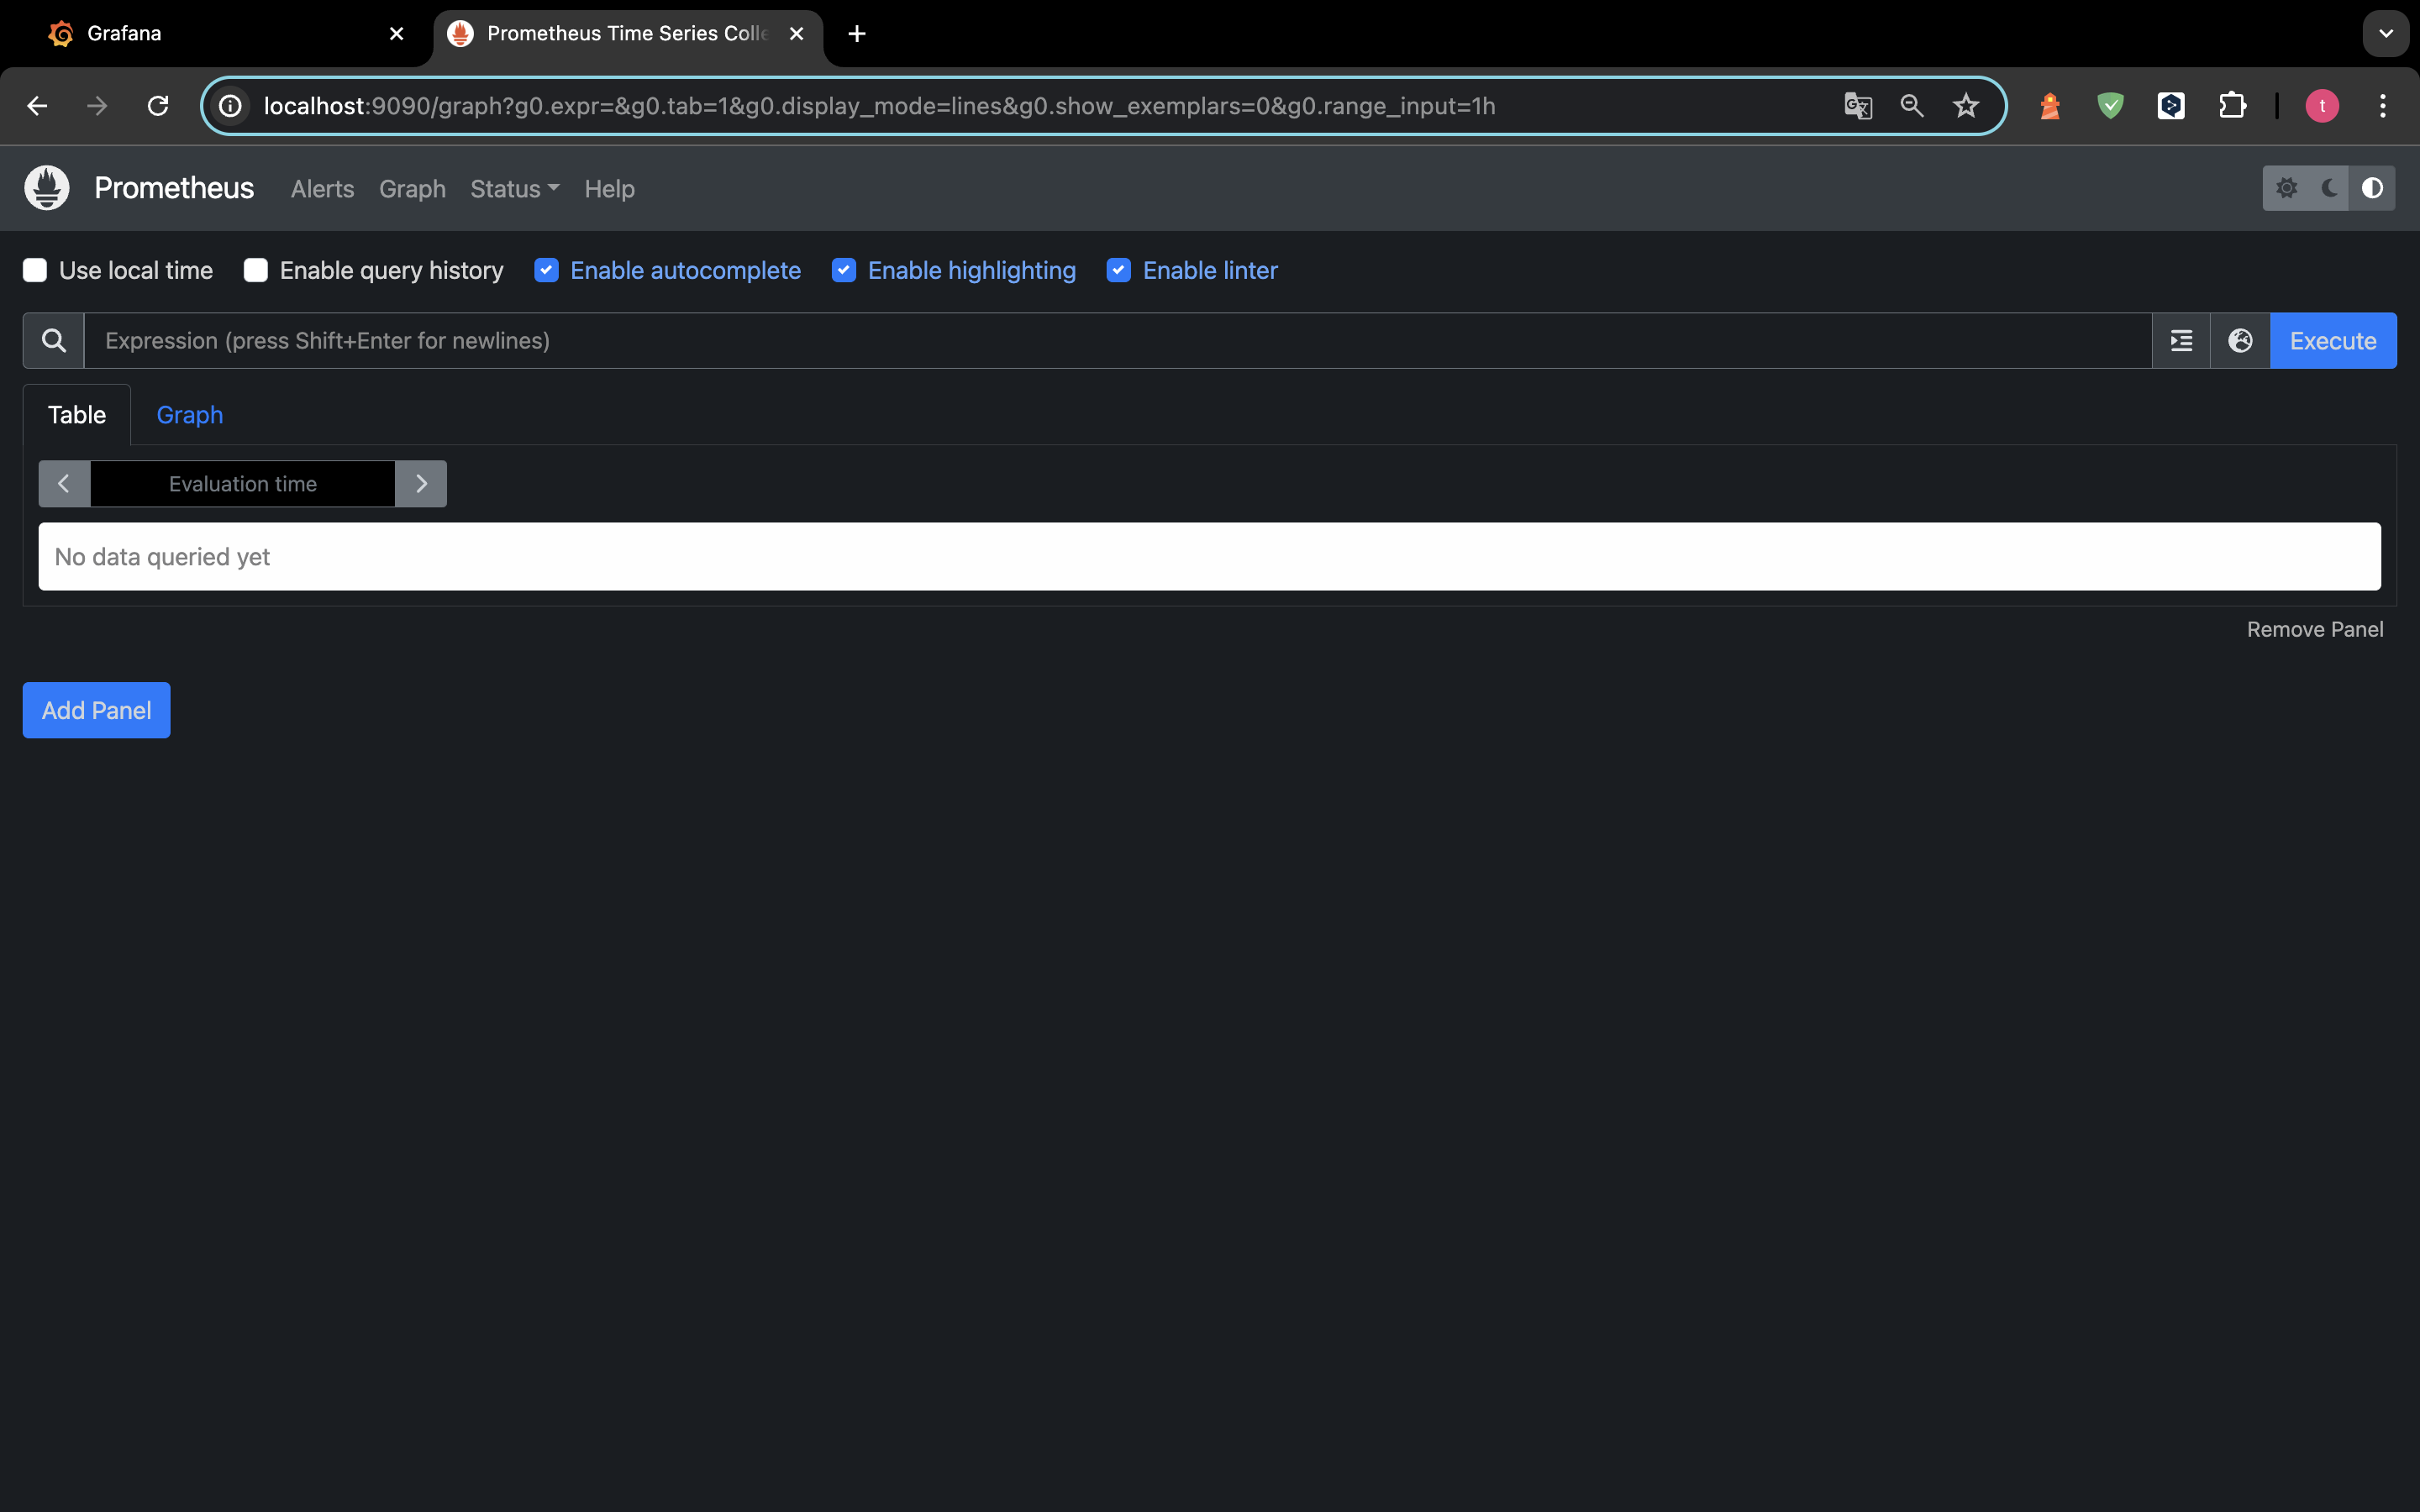 Grafana
Prometheus Time Series Colle
localhost:9090/graph?g0.expr=&g0.tab=1&g0.display_mode=lines&g0.show_exemplars=0&g0.range_input=1h
t
Prometheus Alerts Graph Status Help
Use local time Enable query history Enable autocomplete Enable highlighting Enable linter
Expression (press Shift+Enter for newlines) Execute
Table Graph
Evaluation time
No data queried yet
Remove Panel
Add Panel